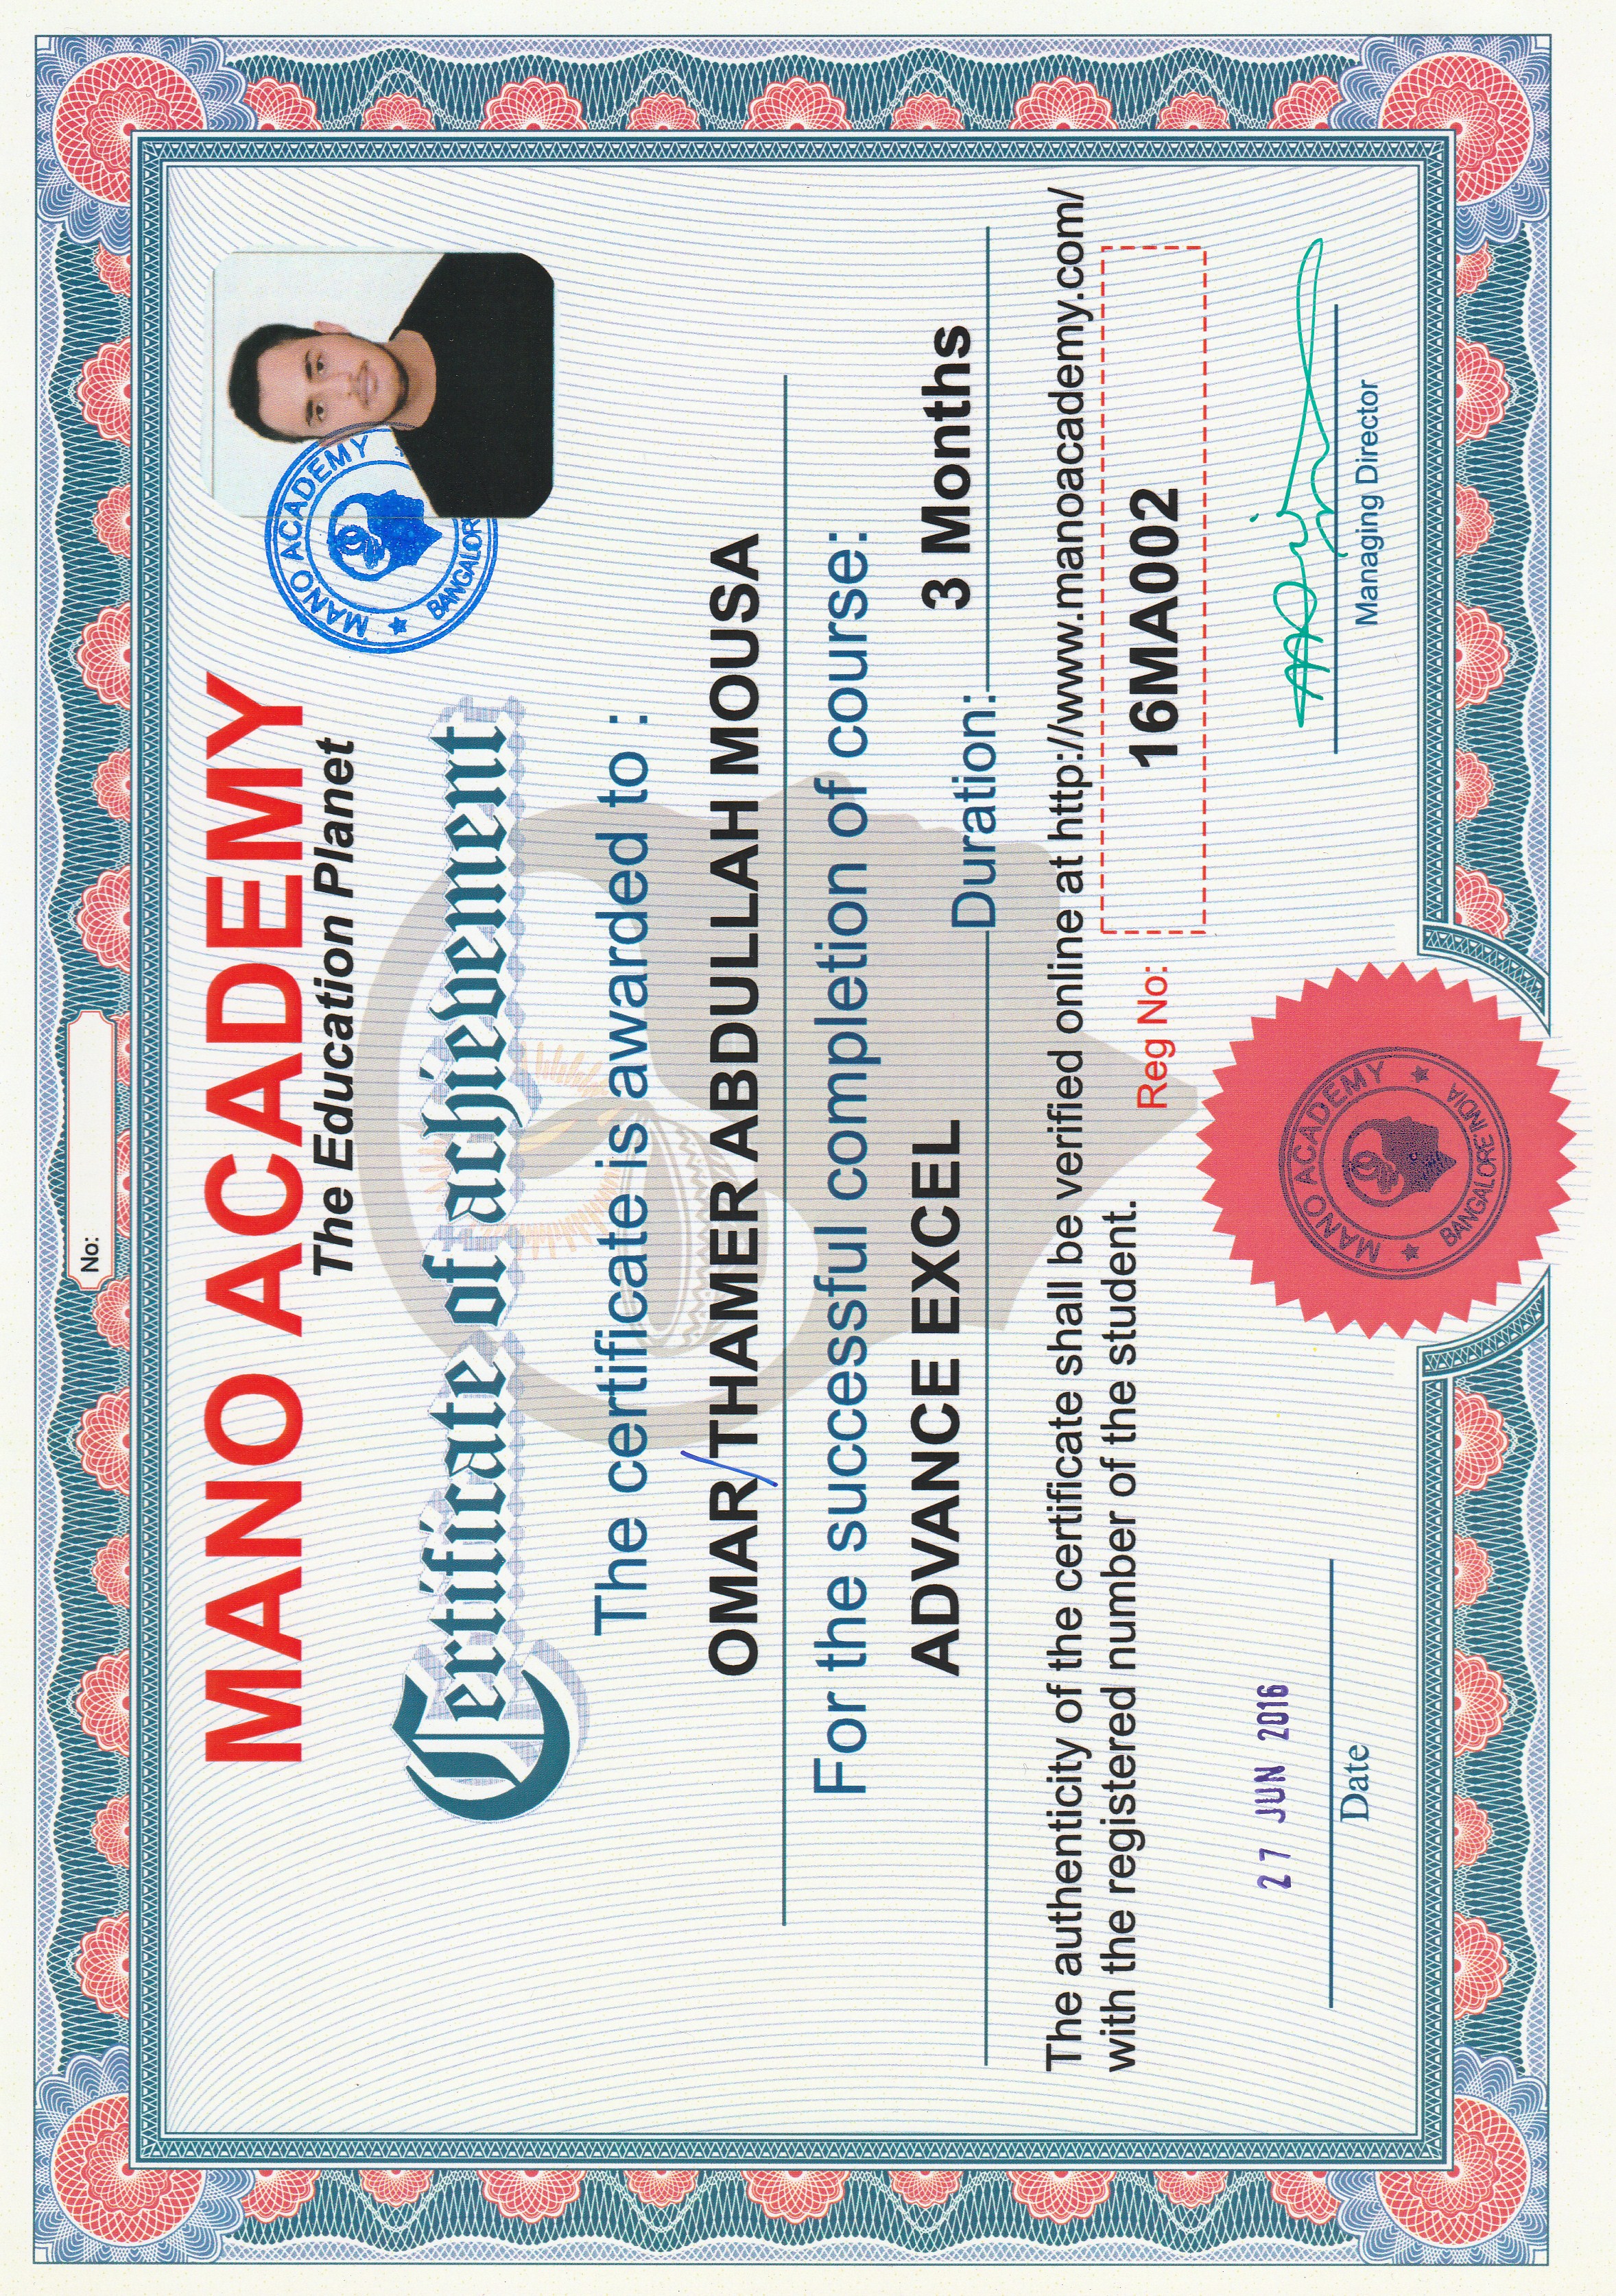 No:
MANO ACADEMY
The Education Planet
MANO ACADEMY
BANGALOR
Certificate of achievement
The certificate is awarded to :
OMAR/THAMER ABDULLAH MOUSA
For the successful completion of course:
ADVANCE EXCEL Duration: 3 Months
The authenticity of the certificate shall be verified online at http://www.manoacademy.com/
with the registered number of the student.
Reg No: 16MA002
27 JUN 2016
Date
MANO ACADEMY
BANGALORE INDIA
Managing Director